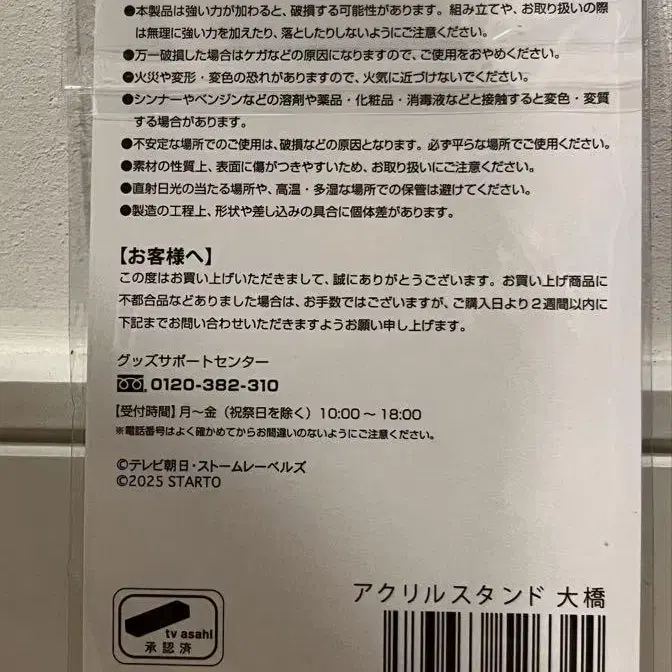 ●本製品は強い力が加わると、破損する可能性があります。組み立てや、お取り扱いの際
は無理に強い力を加えたり、落としたりしないようにご注意ください。
●万一破損した場合はケガなどの原因になりますので、ご使用をおやめください。
●火災や変形・変色の恐れがありますので、火気に近づけないでください。
●シンナーやベンジンなどの溶剤や薬品・化粧品・消毒液などと接触すると変色・変質
する場合があります。
●不安定な場所でのご使用は、破損などの原因となります。必ず平らな場所でご使用ください。
●素材の性質上、表面に傷がつきやすいため、お取り扱いにご注意ください。
●直射日光の当たる場所や、高温・多湿な場所での保管は避けてください。
●製造の工程上、形状や差し込みの具合に個体差があります。
【お客様へ】
この度はお買い上げいただきまして、誠にありがとうございます。お買い上げ商品に
不都合品などありました場合は、お手数ではございますが、ご購入日より2週間以内に
下記までお問い合わせいただきますようお願い申し上げます。
グッズサポートセンター
0120-382-310
【受付時間】月〜金（祝祭日を除く）10:00〜18:00
※電話番号はよく確かめてからお間違いのないようにご注意ください。
©テレビ朝日・ストームレーベルズ
©2025 STARTO
アクリルスタンド 大橋
tv asahi
承認済